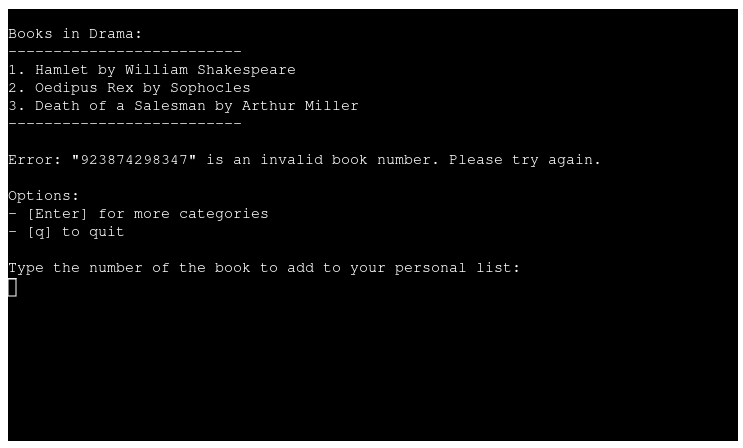 Books in Drama:
--------------------------
1. Hamlet by William Shakespeare
2. Oedipus Rex by Sophocles
3. Death of a Salesman by Arthur Miller
--------------------------
Error: "923874298347" is an invalid book number. Please try again.
Options:
- [Enter] for more categories
- [q] to quit
Type the number of the book to add to your personal list: